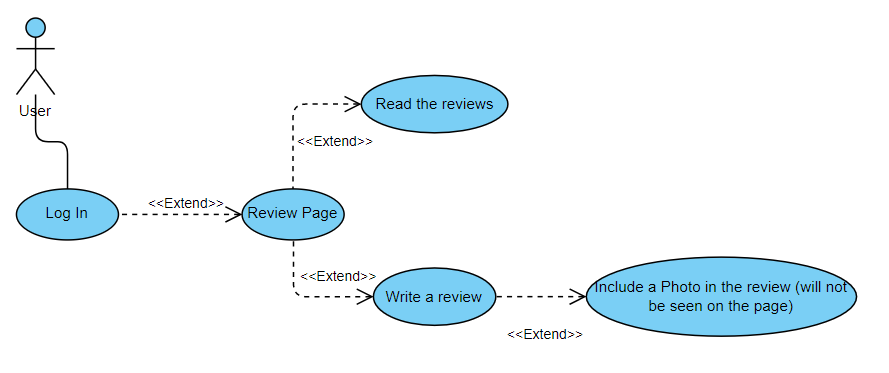 User
Log In
<<Extend>>
Review Page
<<Extend>>
Read the reviews
<<Extend>>
Write a review
<<Extend>>
Include a Photo in the review (will not
be seen on the page)